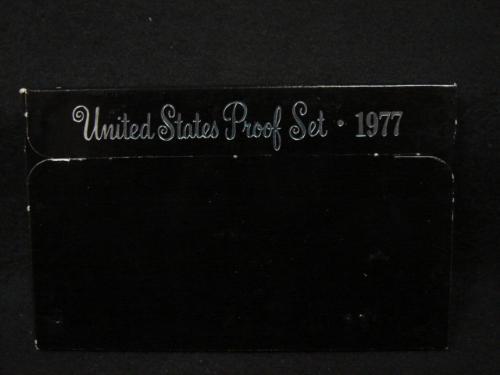 United States Proof Set · 1977